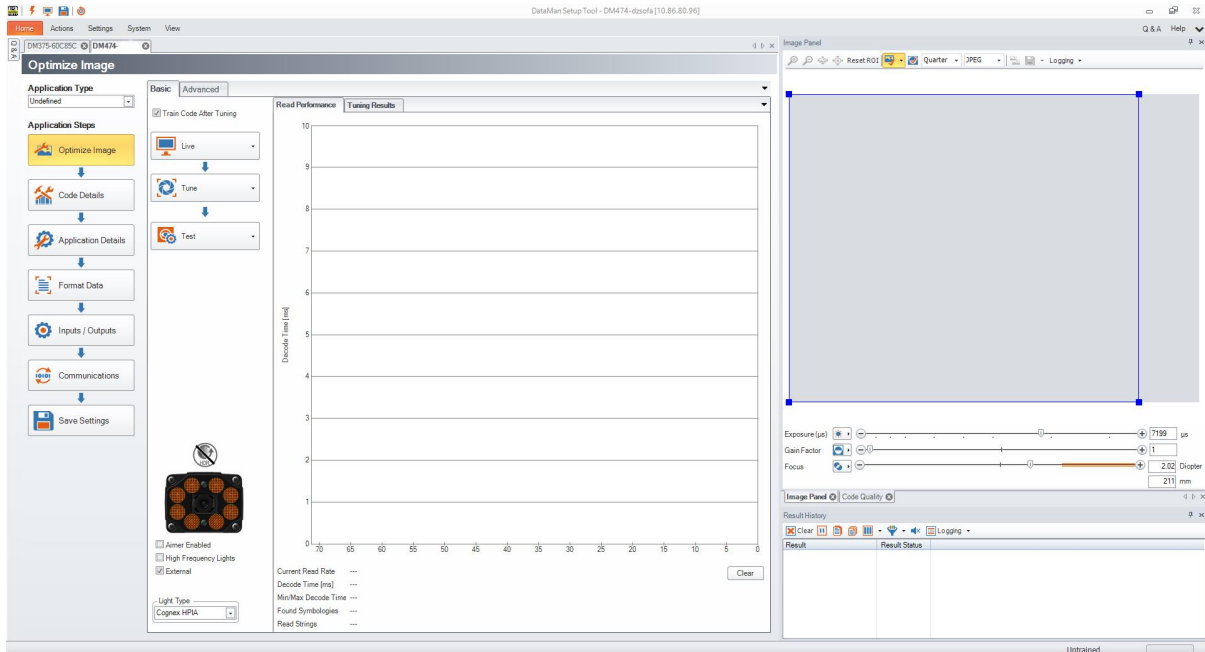 DataMan Setup Tool - DM474-dzsofa [10.86.80.96]
Home Actions Settings System View
Q & A Help
Q & A
DM375-60C85C DM474-
Optimize Image
Application Type
Undefined
Application Steps
Optimize Image
Code Details
Application Details
Format Data
Inputs / Outputs
Communications
Save Settings
Basic Advanced
Train Code After Tuning
Live
Tune
Test
HDR
Aimer Enabled
High Frequency Lights
External
Light Type
Cognex HPIA
Read Performance Tuning Results
Decode Time [ms]
10
9
8
7
6
5
4
3
2
1
0
70 65 60 55 50 45 40 35 30 25 20 15 10 5 0
Current Read Rate ---
Clear
Decode Time [ms] ---
Min/Max Decode Time ---
Found Symbologies ---
Read Strings ---
Image Panel
Reset ROI Quarter JPEG Logging
Exposure (µs) 7199 µs
Gain Factor 1
Focus 2.02 Diopter
211 mm
Image Panel Code Quality
Result History
Clear Logging
Result Result Status
Untrained